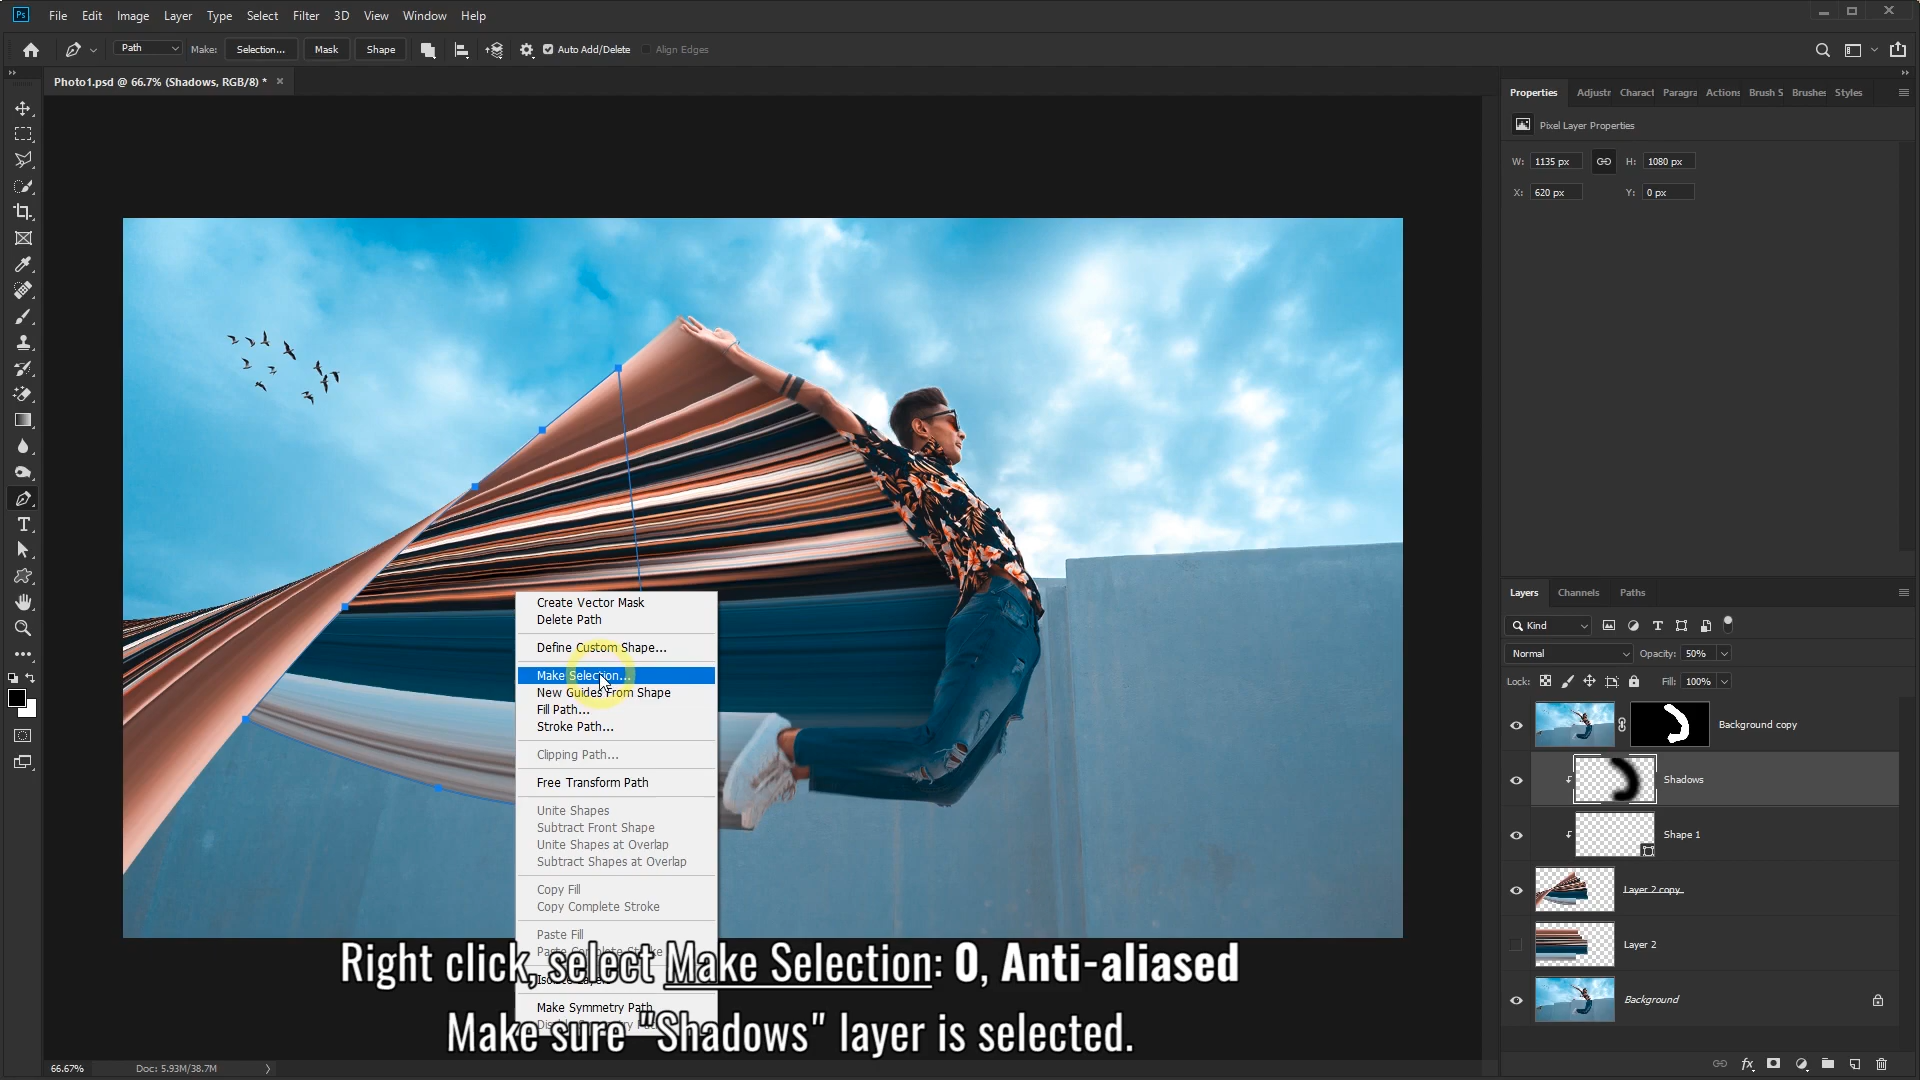 Ps File Edit Image Layer Type Select Filter 3D View Window Help
Path Make: Selection... Mask Shape Auto Add/Delete Align Edges
Photo1.psd @ 66.7% (Shadows, RGB/8) *
Properties Adjustr Charact Paragra Actions Brush S Brushes Styles
Pixel Layer Properties
W: 1135 px H: 1080 px
X: 620 px Y: 0 px
Create Vector Mask
Delete Path
Define Custom Shape...
Make Selection...
New Guides From Shape
Fill Path...
Stroke Path...
Clipping Path...
Free Transform Path
Unite Shapes
Subtract Front Shape
Unite Shapes at Overlap
Subtract Shapes at Overlap
Copy Fill
Copy Complete Stroke
Paste Fill
Paste Complete Stroke
Make Symmetry Path
Layers Channels Paths
Kind
Normal Opacity: 50%
Lock: Fill: 100%
Background copy
Shadows
Shape 1
Layer 2 copy
Layer 2
Background
fx
Right click, select Make Selection: 0, Anti-aliased
Make sure "Shadows" layer is selected.
66.67% Doc: 5.93M/38.7M